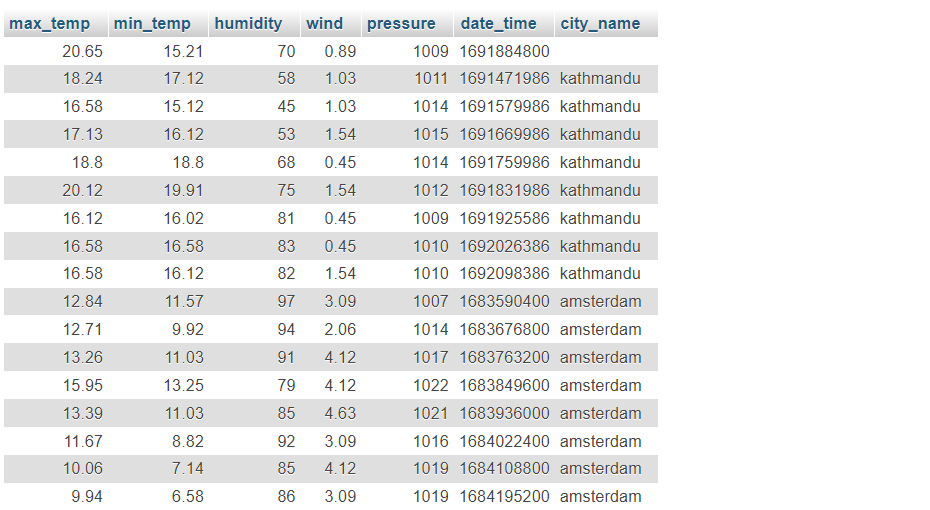 max_temp min_temp humidity wind pressure date_time city_name
20.65 15.21 70 0.89 1009 1691884800
18.24 17.12 58 1.03 1011 1691471986 kathmandu
16.58 15.12 45 1.03 1014 1691579986 kathmandu
17.13 16.12 53 1.54 1015 1691669986 kathmandu
18.8 18.8 68 0.45 1014 1691759986 kathmandu
20.12 19.91 75 1.54 1012 1691831986 kathmandu
16.12 16.02 81 0.45 1009 1691925586 kathmandu
16.58 16.58 83 0.45 1010 1692026386 kathmandu
16.58 16.12 82 1.54 1010 1692098386 kathmandu
12.84 11.57 97 3.09 1007 1683590400 amsterdam
12.71 9.92 94 2.06 1014 1683676800 amsterdam
13.26 11.03 91 4.12 1017 1683763200 amsterdam
15.95 13.25 79 4.12 1022 1683849600 amsterdam
13.39 11.03 85 4.63 1021 1683936000 amsterdam
11.67 8.82 92 3.09 1016 1684022400 amsterdam
10.06 7.14 85 4.12 1019 1684108800 amsterdam
9.94 6.58 86 3.09 1019 1684195200 amsterdam